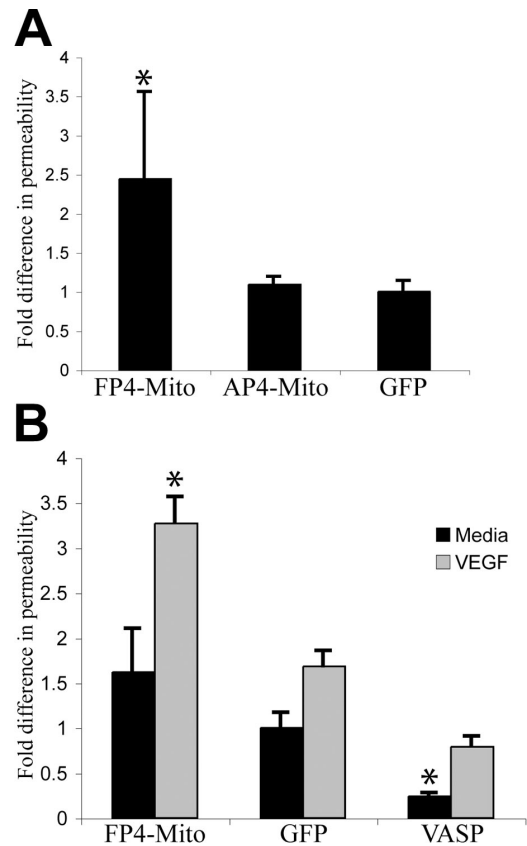 A
Fold difference in permeability
4
3.5
3
2.5
2
1.5
1
0.5
0
*
FP4-Mito AP4-Mito GFP
B
Fold difference in permeability
4
3.5
3
2.5
2
1.5
1
0.5
0
*
Media
VEGF
*
FP4-Mito GFP VASP